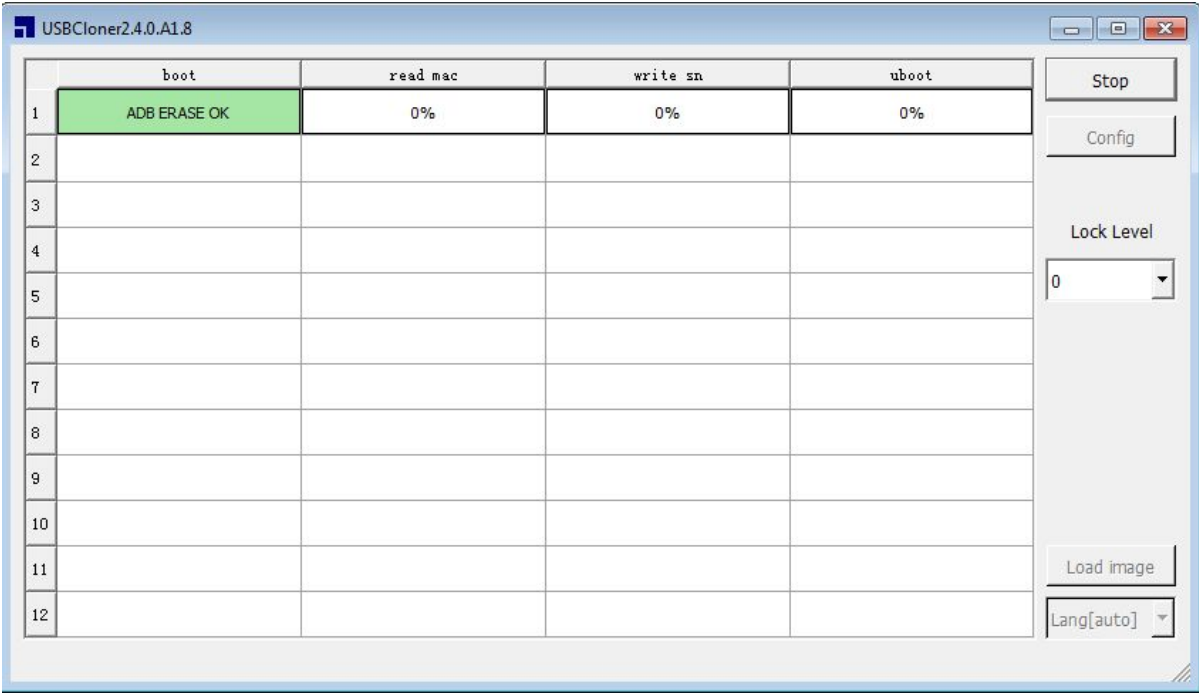 USBCloner2.4.0.A1.8
boot read mac write sn uboot
1 ADB ERASE OK 0% 0% 0%
2
3
4
5
6
7
8
9
10
11
12
Stop
Config
Lock Level
0
Load image
Lang[auto]